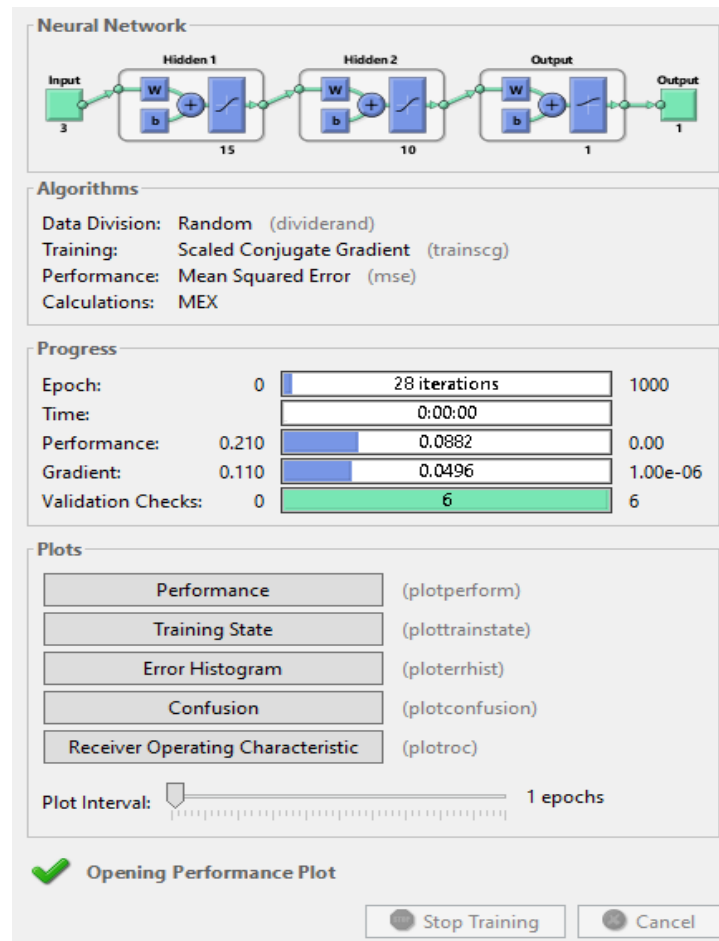 Neural Network
Hidden 1 Hidden 2 Output
Input Output
W W W
+ + +
b b b
3 15 10 1 1
Algorithms
Data Division: Random (dividerand)
Training: Scaled Conjugate Gradient (trainscg)
Performance: Mean Squared Error (mse)
Calculations: MEX
Progress
Epoch: 0 28 iterations 1000
Time: 0:00:00
Performance: 0.210 0.0882 0.00
Gradient: 0.110 0.0496 1.00e-06
Validation Checks: 0 6 6
Plots
Performance (plotperform)
Training State (plottrainstate)
Error Histogram (ploterrhist)
Confusion (plotconfusion)
Receiver Operating Characteristic (plotroc)
Plot Interval: 1 epochs
Opening Performance Plot
Stop Training Cancel